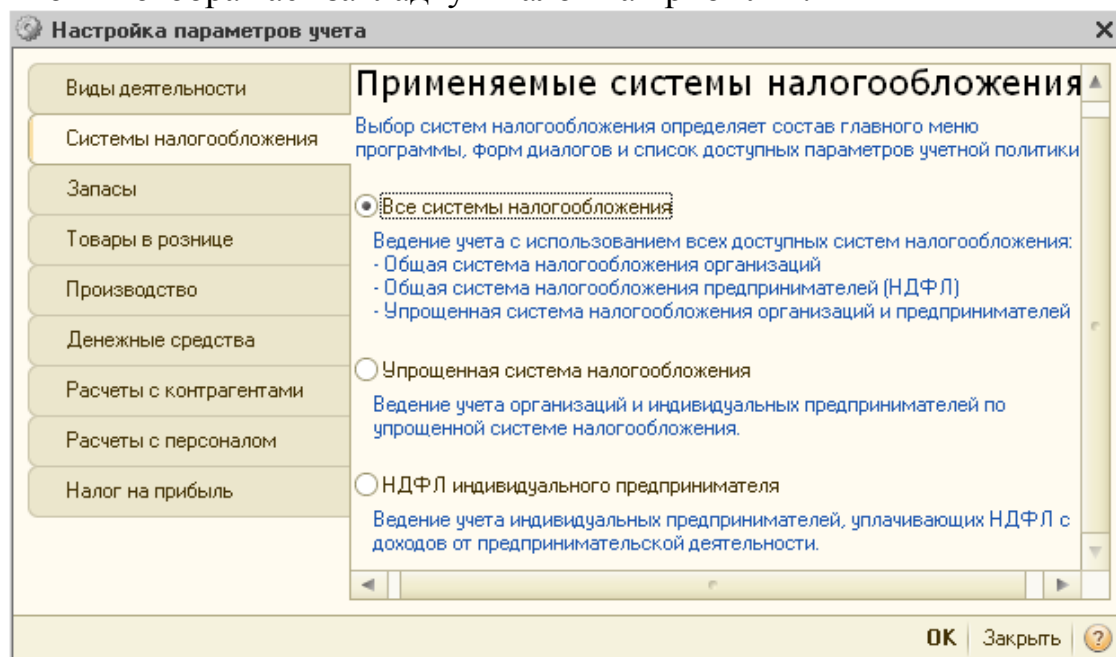 Настройка параметров учета
Виды деятельности
Системы налогообложения
Запасы
Товары в рознице
Производство
Денежные средства
Расчеты с контрагентами
Расчеты с персоналом
Налог на прибыль
Применяемые системы налогообложения
Выбор систем налогообложения определяет состав главного меню
программы, форм диалогов и список доступных параметров учетной политики
Все системы налогообложения
Ведение учета с использованием всех доступных систем налогообложения:
- Общая система налогообложения организаций
- Общая система налогообложения предпринимателей (НДФЛ)
- Упрощенная система налогообложения организаций и предпринимателей
Упрощенная система налогообложения
Ведение учета организаций и индивидуальных предпринимателей по
упрощенной системе налогообложения.
НДФЛ индивидуального предпринимателя
Ведение учета индивидуальных предпринимателей, уплачивающих НДФЛ с
доходов от предпринимательской деятельности.
OK Закрыть ?